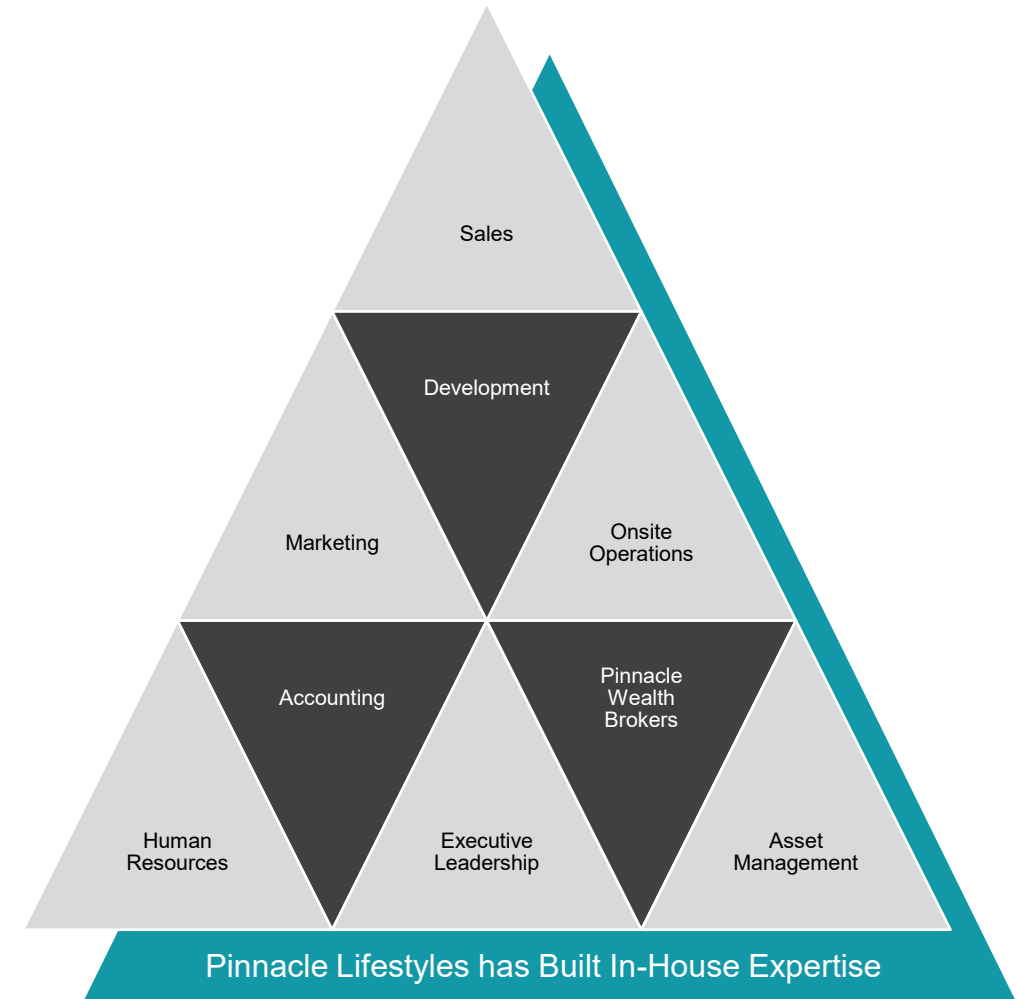 Sales
Development
Marketing
Onsite
Operations
Accounting
Pinnacle
Wealth
Brokers
Human
Resources
Executive
Leadership
Asset
Management
Pinnacle Lifestyles has Built In-House Expertise